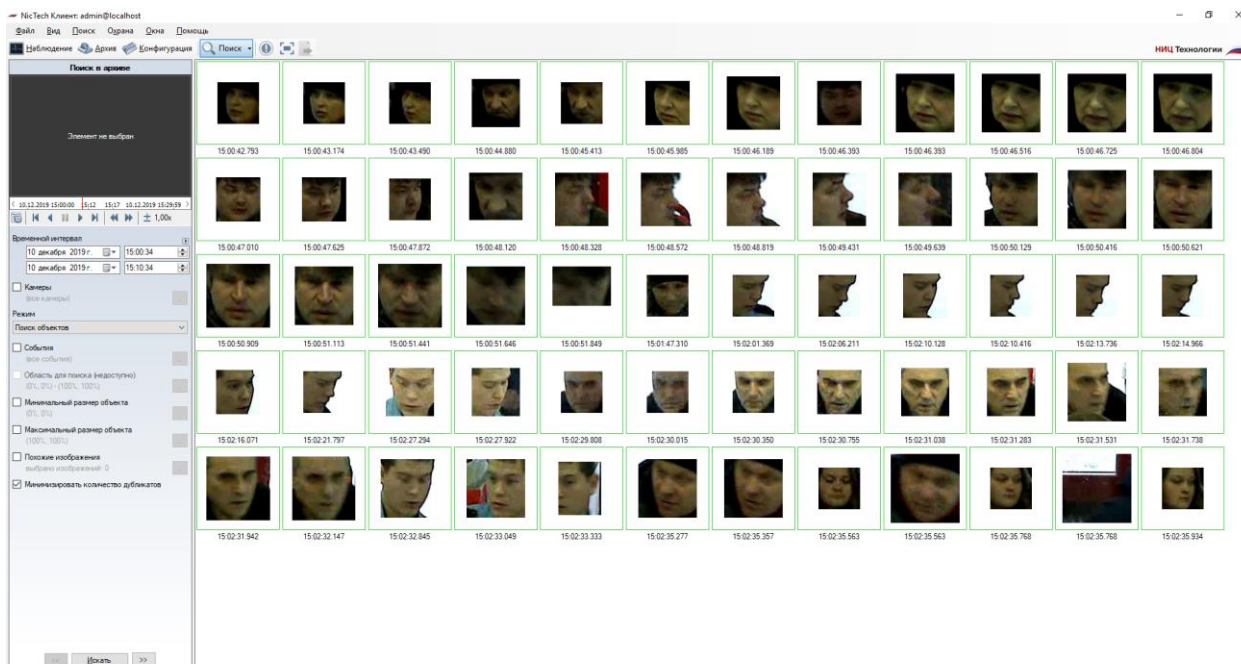 NicTech Клиент: admin@localhost
Файл Вид Поиск Охрана Окна Помощь
Наблюдение Архив Конфигурация Поиск НИЦ Технологии
Поиск в архиве
Элемент не выбран
10.12.2019 15:00:00 15:12 15:17 10.12.2019 15:29:59
1,00x
Временной интервал
10 декабря 2019 г. 15:00:34
10 декабря 2019 г. 15:10:34
Камеры
(все камеры)
Режим
Поиск объектов
События
(все события)
Область для поиска (недоступно)
(0%, 0%) - (100%, 100%)
Минимальный размер объекта
(0%, 0%)
Максимальный размер объекта
(100%, 100%)
Похожие изображения
выбрано изображений: 0
Минимизировать количество дубликатов
<< Искать >>
15:00:42.793 15:00:43.174 15:00:43.490 15:00:44.880 15:00:45.413 15:00:45.985 15:00:46.189 15:00:46.393 15:00:46.393 15:00:46.516 15:00:46.725 15:00:46.804
15:00:47.010 15:00:47.625 15:00:47.872 15:00:48.120 15:00:48.328 15:00:48.572 15:00:48.819 15:00:49.431 15:00:49.639 15:00:50.129 15:00:50.416 15:00:50.621
15:00:50.909 15:00:51.113 15:00:51.441 15:00:51.646 15:00:51.849 15:01:47.310 15:02:01.369 15:02:06.211 15:02:10.128 15:02:10.416 15:02:13.736 15:02:14.966
15:02:16.071 15:02:21.797 15:02:27.294 15:02:27.922 15:02:29.808 15:02:30.015 15:02:30.350 15:02:30.755 15:02:31.038 15:02:31.283 15:02:31.531 15:02:31.738
15:02:31.942 15:02:32.147 15:02:32.845 15:02:33.049 15:02:33.333 15:02:35.277 15:02:35.357 15:02:35.563 15:02:35.563 15:02:35.768 15:02:35.768 15:02:35.934